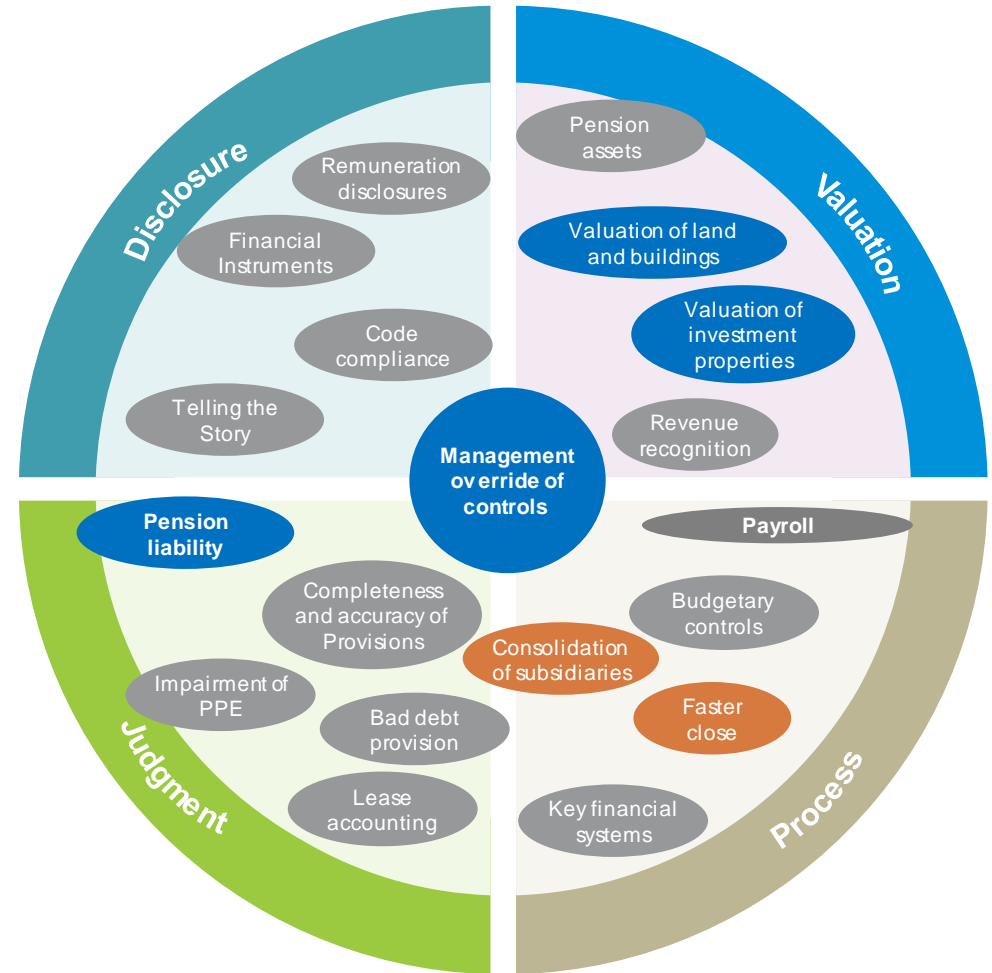 Disclosure
Remuneration
disclosures
Financial
Instruments
Code
compliance
Telling the
Story
Valuation
Pension
assets
Valuation of land
and buildings
Valuation of
investment
properties
Revenue
recognition
Management
override of
controls
Judgment
Pension
liability
Completeness
and accuracy of
Provisions
Impairment of
PPE
Bad debt
provision
Lease
accounting
Process
Payroll
Budgetary
controls
Consolidation
of subsidiaries
Faster
close
Key financial
systems